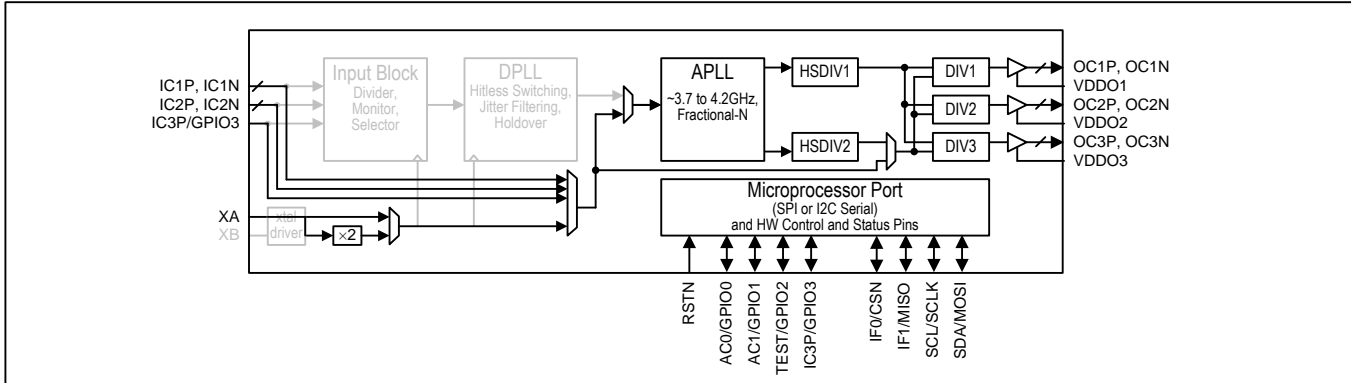 IC1P, IC1N
IC2P, IC2N
IC3P/GPIO3
XA
XB
Input Block
Divider,
Monitor,
Selector
DPLL
Hitless Switching,
Jitter Filtering,
Holdover
xtal
driver
×2
APLL
~3.7 to 4.2GHz,
Fractional-N
HSDIV1
HSDIV2
DIV1
DIV2
DIV3
OC1P, OC1N
VDDO1
OC2P, OC2N
VDDO2
OC3P, OC3N
VDDO3
Microprocessor Port
(SPI or I2C Serial)
and HW Control and Status Pins
RSTN
AC0/GPIO0
AC1/GPIO1
TEST/GPIO2
IC3P/GPIO3
IF0/CSN
IF1/MISO
SCL/SCLK
SDA/MOSI